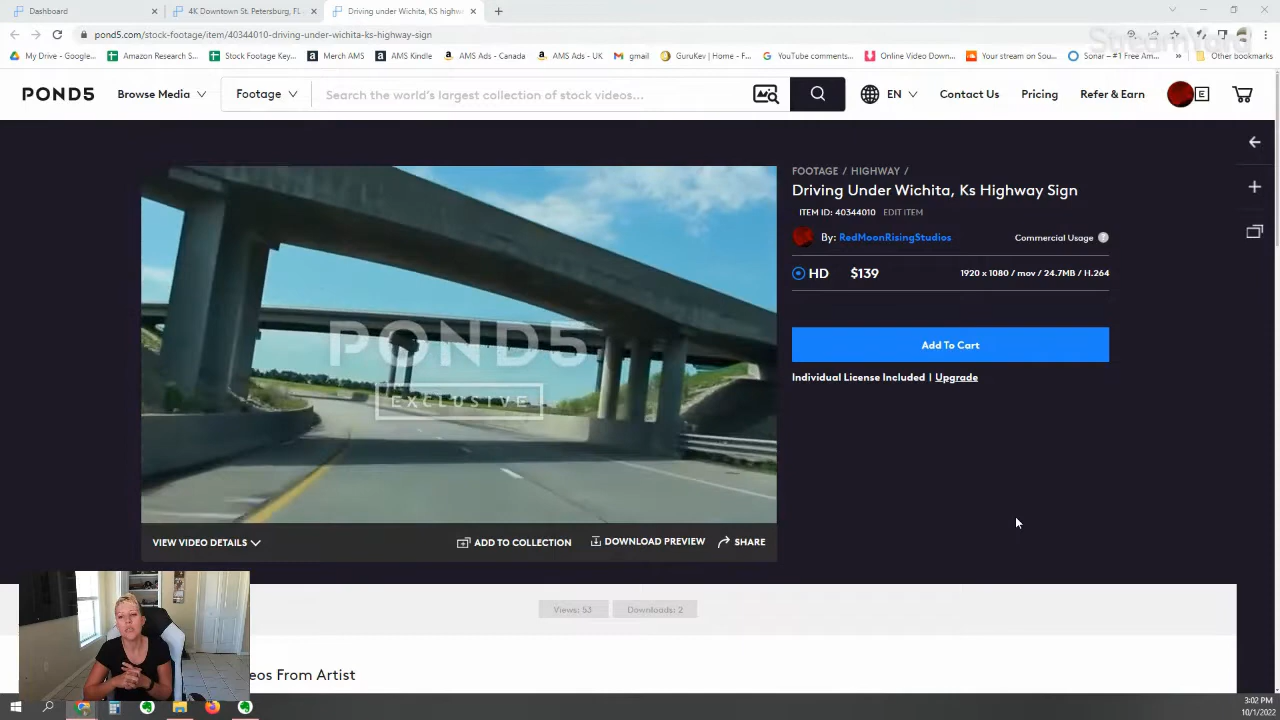 Dashboard
4K Downtown St. Petersburg, FL
Driving under Wichita, KS highwa
pond5.com/stock-footage/item/40344010-driving-under-wichita-ks-highway-sign
StreamYard
My Drive - Google
Amazon Research S...
Stock Footage Key...
Merch AMS
AMS Kindle
AMS Ads - Canada
AMS Ads - UK
gmail
GuruKey | Home - F...
YouTube comments...
Online Video Down...
Your stream on Sou...
Sonar – #1 Free Am...
»
Other bookmarks
POND5
Browse Media
Footage
Search the world's largest collection of stock videos...
EN
Contact Us
Pricing
Refer & Earn
E
FOOTAGE / HIGHWAY /
Driving Under Wichita, Ks Highway Sign
ITEM ID: 40344010 EDIT ITEM
By: RedMoonRisingStudios
Commercial Usage ?
HD $139 1920 x 1080 / mov / 24.7MB / H.264
Add To Cart
Individual License Included | Upgrade
POND5
EXCLUSIVE
VIEW VIDEO DETAILS
ADD TO COLLECTION
DOWNLOAD PREVIEW
SHARE
Views: 53
Downloads: 2
eos From Artist
3:02 PM
10/1/2022